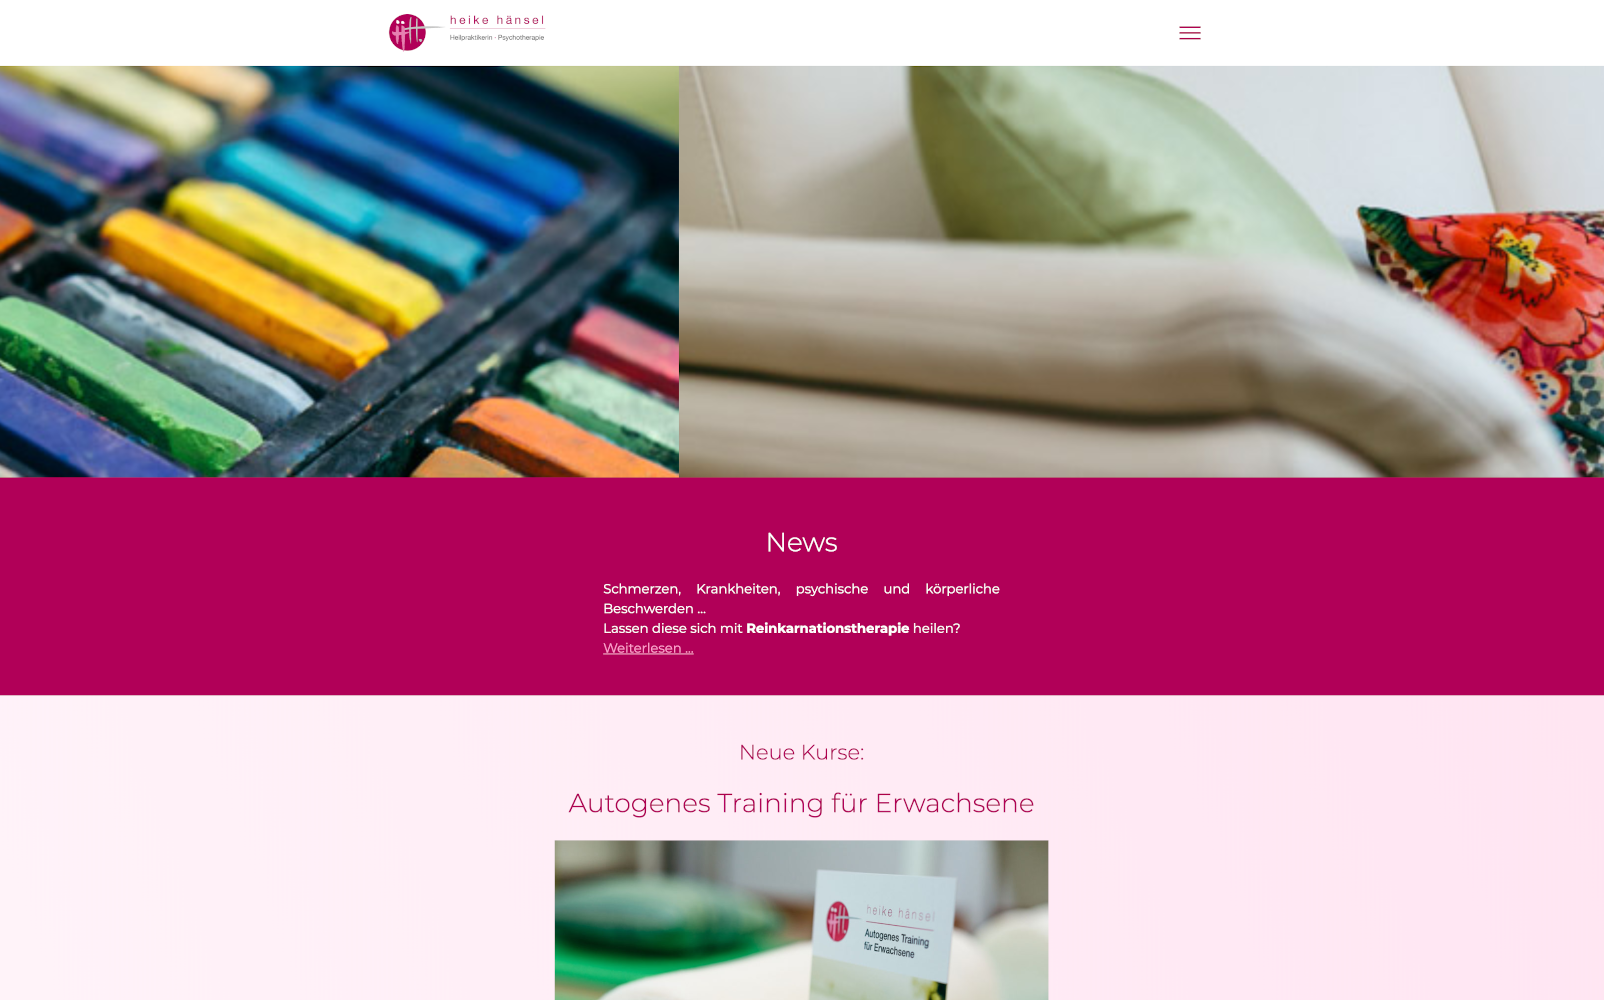 heike hänsel
Heilpraktikerin · Psychotherapie
News
Schmerzen, Krankheiten, psychische und körperliche
Beschwerden ...
Lassen diese sich mit Reinkarnationstherapie heilen?
Weiterlesen ...
Neue Kurse:
Autogenes Training für Erwachsene
heike hänsel
Autogenes Training
für Erwachsene